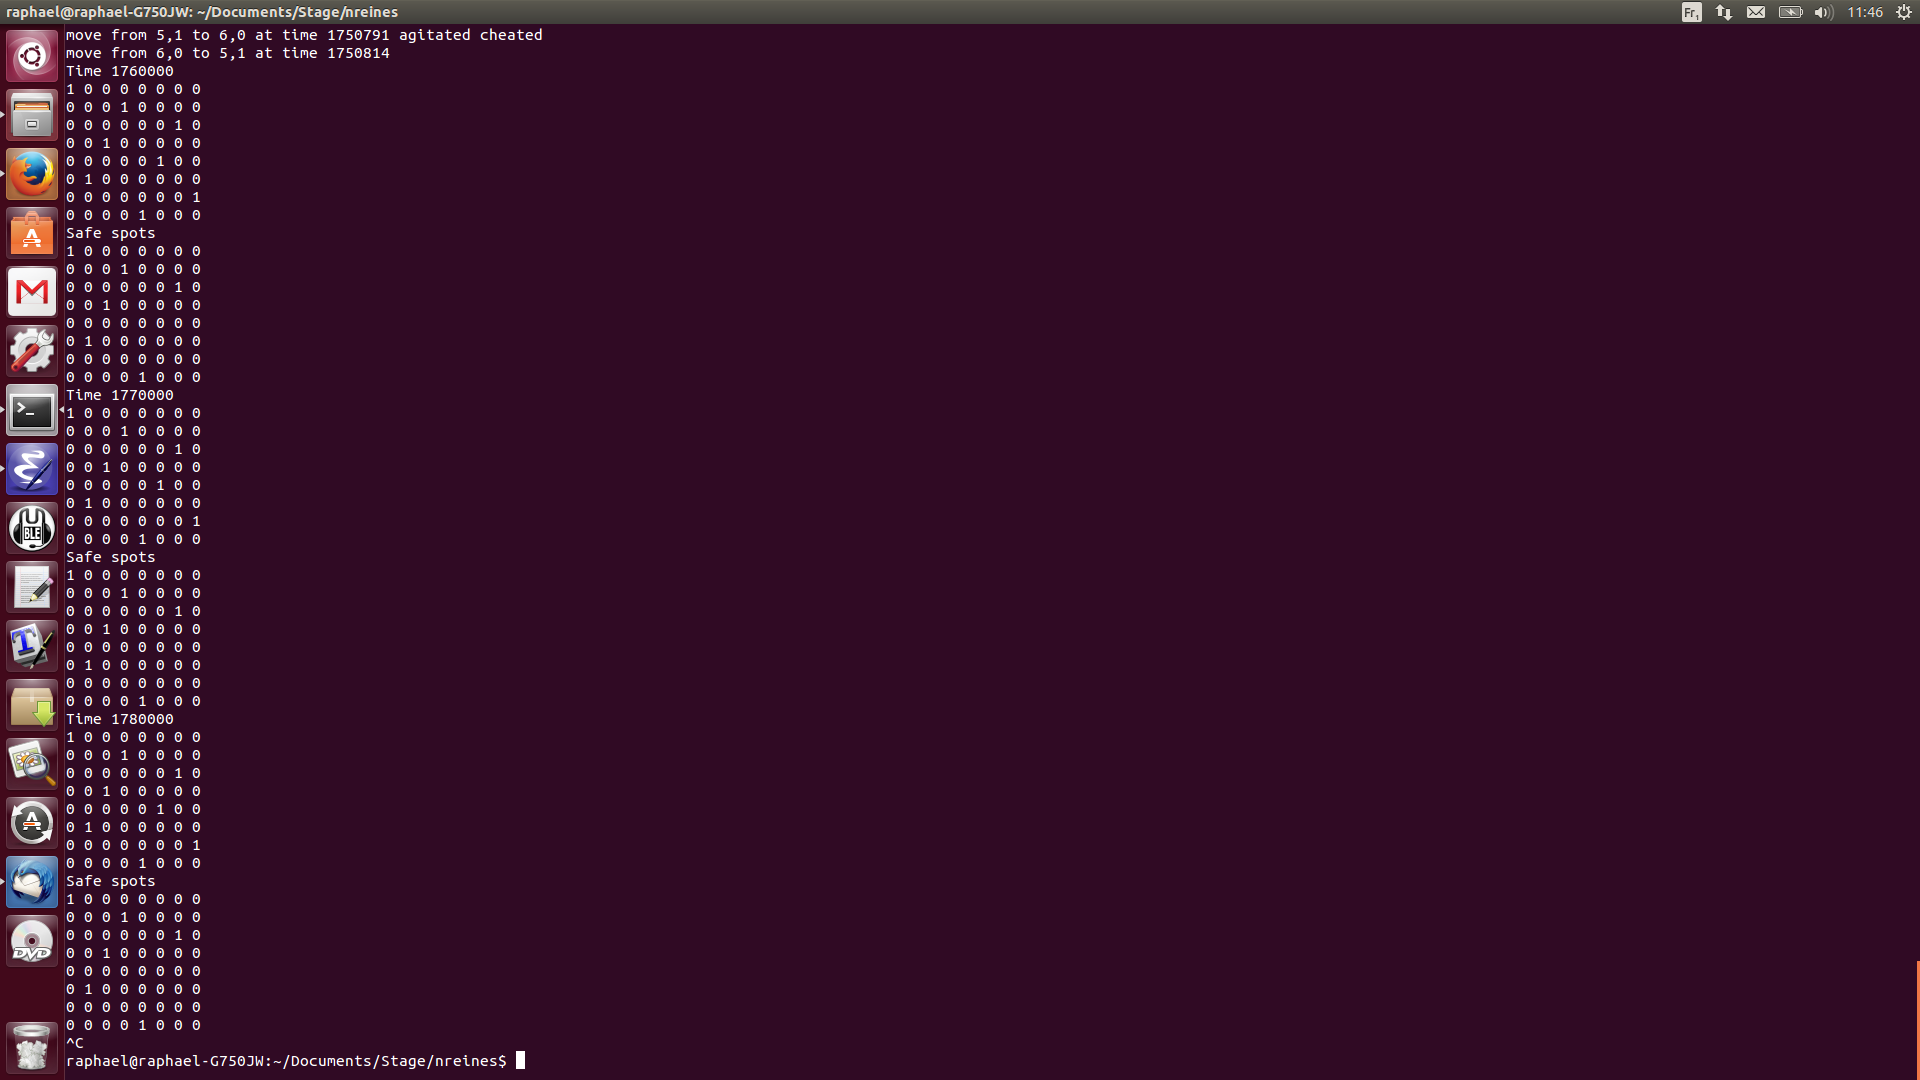 raphael@raphael-G750JW: ~/Documents/Stage/nreines
Fr1
11:46
move from 5,1 to 6,0 at time 1750791 agitated cheated
move from 6,0 to 5,1 at time 1750814
Time 1760000
1 0 0 0 0 0 0 0
0 0 0 1 0 0 0 0
0 0 0 0 0 0 1 0
0 0 1 0 0 0 0 0
0 0 0 0 0 1 0 0
0 1 0 0 0 0 0 0
0 0 0 0 0 0 0 1
0 0 0 0 1 0 0 0
Safe spots
1 0 0 0 0 0 0 0
0 0 0 1 0 0 0 0
0 0 0 0 0 0 1 0
0 0 1 0 0 0 0 0
0 0 0 0 0 0 0 0
0 1 0 0 0 0 0 0
0 0 0 0 0 0 0 0
0 0 0 0 1 0 0 0
Time 1770000
1 0 0 0 0 0 0 0
0 0 0 1 0 0 0 0
0 0 0 0 0 0 1 0
0 0 1 0 0 0 0 0
0 0 0 0 0 1 0 0
0 1 0 0 0 0 0 0
0 0 0 0 0 0 0 1
0 0 0 0 1 0 0 0
Safe spots
1 0 0 0 0 0 0 0
0 0 0 1 0 0 0 0
0 0 0 0 0 0 1 0
0 0 1 0 0 0 0 0
0 0 0 0 0 0 0 0
0 1 0 0 0 0 0 0
0 0 0 0 0 0 0 0
0 0 0 0 1 0 0 0
Time 1780000
1 0 0 0 0 0 0 0
0 0 0 1 0 0 0 0
0 0 0 0 0 0 1 0
0 0 1 0 0 0 0 0
0 0 0 0 0 1 0 0
0 1 0 0 0 0 0 0
0 0 0 0 0 0 0 1
0 0 0 0 1 0 0 0
Safe spots
1 0 0 0 0 0 0 0
0 0 0 1 0 0 0 0
0 0 0 0 0 0 1 0
0 0 1 0 0 0 0 0
0 0 0 0 0 0 0 0
0 1 0 0 0 0 0 0
0 0 0 0 0 0 0 0
0 0 0 0 1 0 0 0
^C
raphael@raphael-G750JW:~/Documents/Stage/nreines$
UBLE
T
DVD